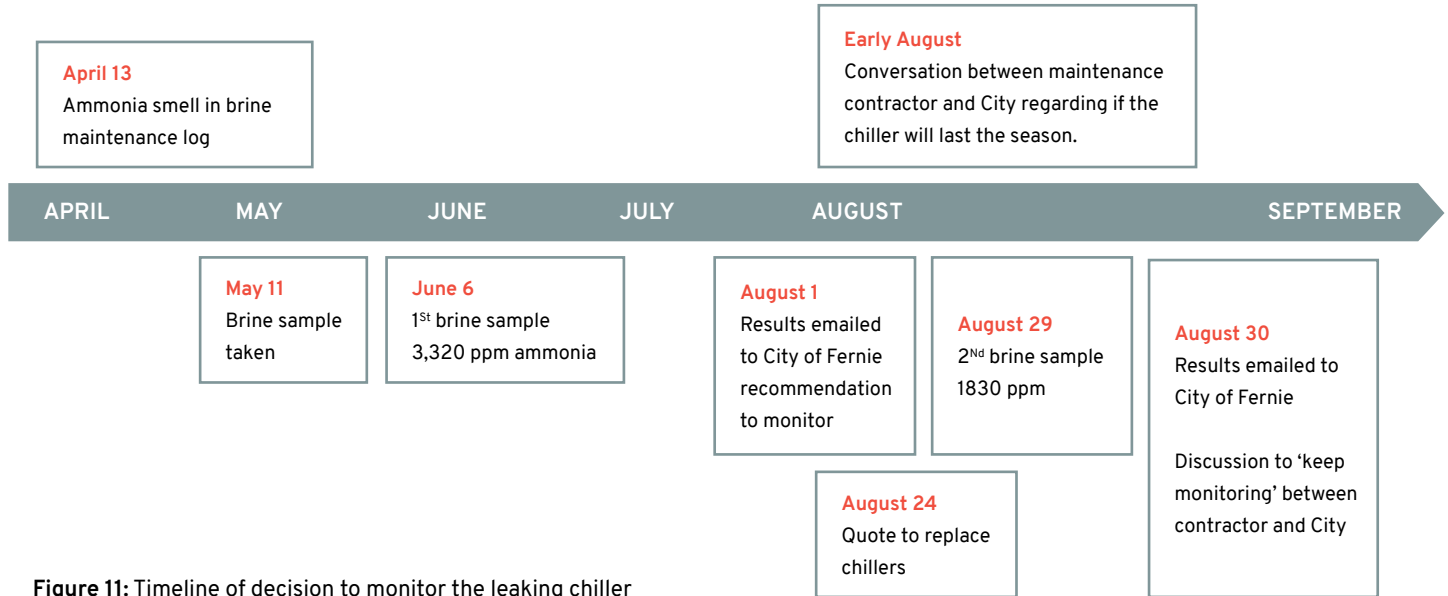 April 13
Ammonia smell in brine
maintenance log
Early August
Conversation between maintenance
contractor and City regarding if the
chiller will last the season.
APRIL MAY JUNE JULY AUGUST SEPTEMBER
May 11
Brine sample
taken
June 6
1St brine sample
3,320 ppm ammonia
August 1
Results emailed
to City of Fernie
recommendation
to monitor
August 24
Quote to replace
chillers
August 29
2Nd brine sample
1830 ppm
August 30
Results emailed to
City of Fernie
Discussion to ‘keep
monitoring’ between
contractor and City
Figure 11: Timeline of decision to monitor the leaking chiller